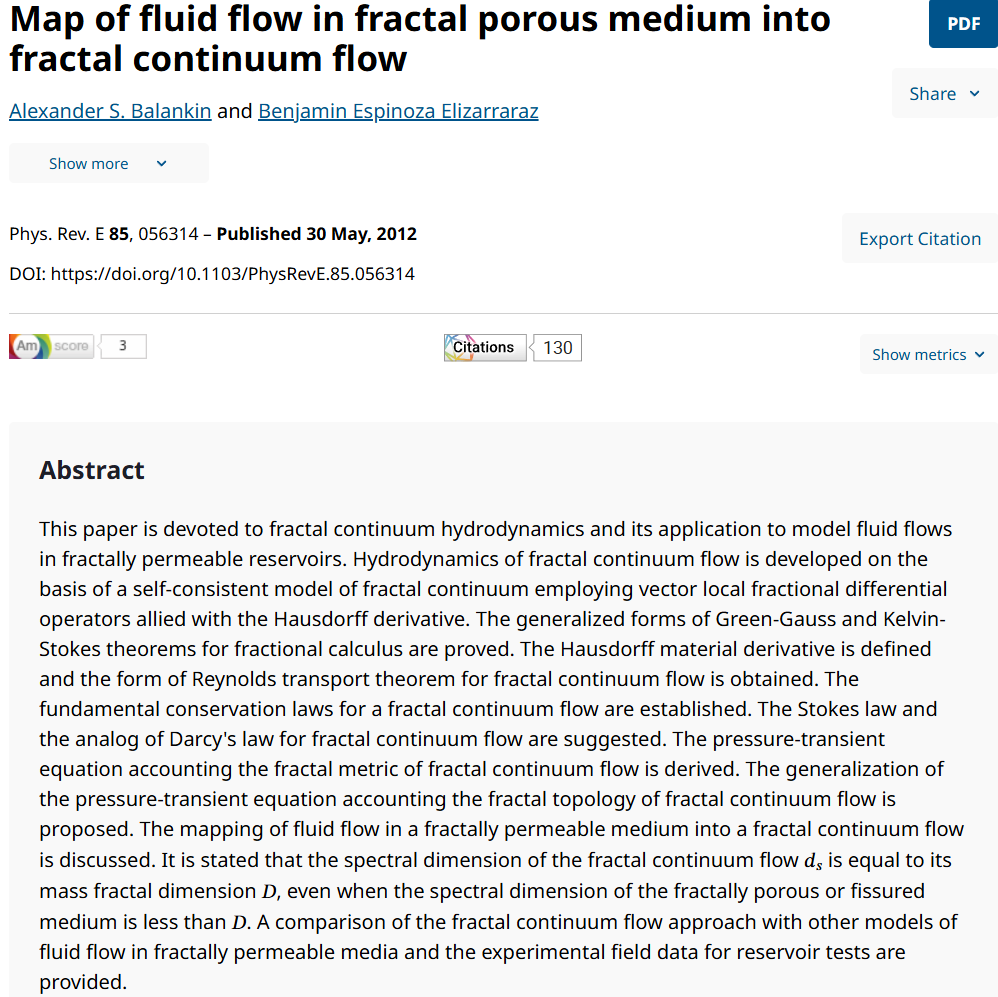 Map of fluid flow in fractal porous medium into
fractal continuum flow
PDF
Share
Alexander S. Balankin and Benjamin Espinoza Elizarraraz
Show more
Phys. Rev. E 85, 056314 – Published 30 May, 2012
Export Citation
DOI: https://doi.org/10.1103/PhysRevE.85.056314
Am score 3
Citations 130
Show metrics
Abstract
This paper is devoted to fractal continuum hydrodynamics and its application to model fluid flows
in fractally permeable reservoirs. Hydrodynamics of fractal continuum flow is developed on the
basis of a self-consistent model of fractal continuum employing vector local fractional differential
operators allied with the Hausdorff derivative. The generalized forms of Green-Gauss and Kelvin-
Stokes theorems for fractional calculus are proved. The Hausdorff material derivative is defined
and the form of Reynolds transport theorem for fractal continuum flow is obtained. The
fundamental conservation laws for a fractal continuum flow are established. The Stokes law and
the analog of Darcy's law for fractal continuum flow are suggested. The pressure-transient
equation accounting the fractal metric of fractal continuum flow is derived. The generalization of
the pressure-transient equation accounting the fractal topology of fractal continuum flow is
proposed. The mapping of fluid flow in a fractally permeable medium into a fractal continuum flow
is discussed. It is stated that the spectral dimension of the fractal continuum flow dₛ is equal to its
mass fractal dimension D, even when the spectral dimension of the fractally porous or fissured
medium is less than D. A comparison of the fractal continuum flow approach with other models of
fluid flow in fractally permeable media and the experimental field data for reservoir tests are
provided.